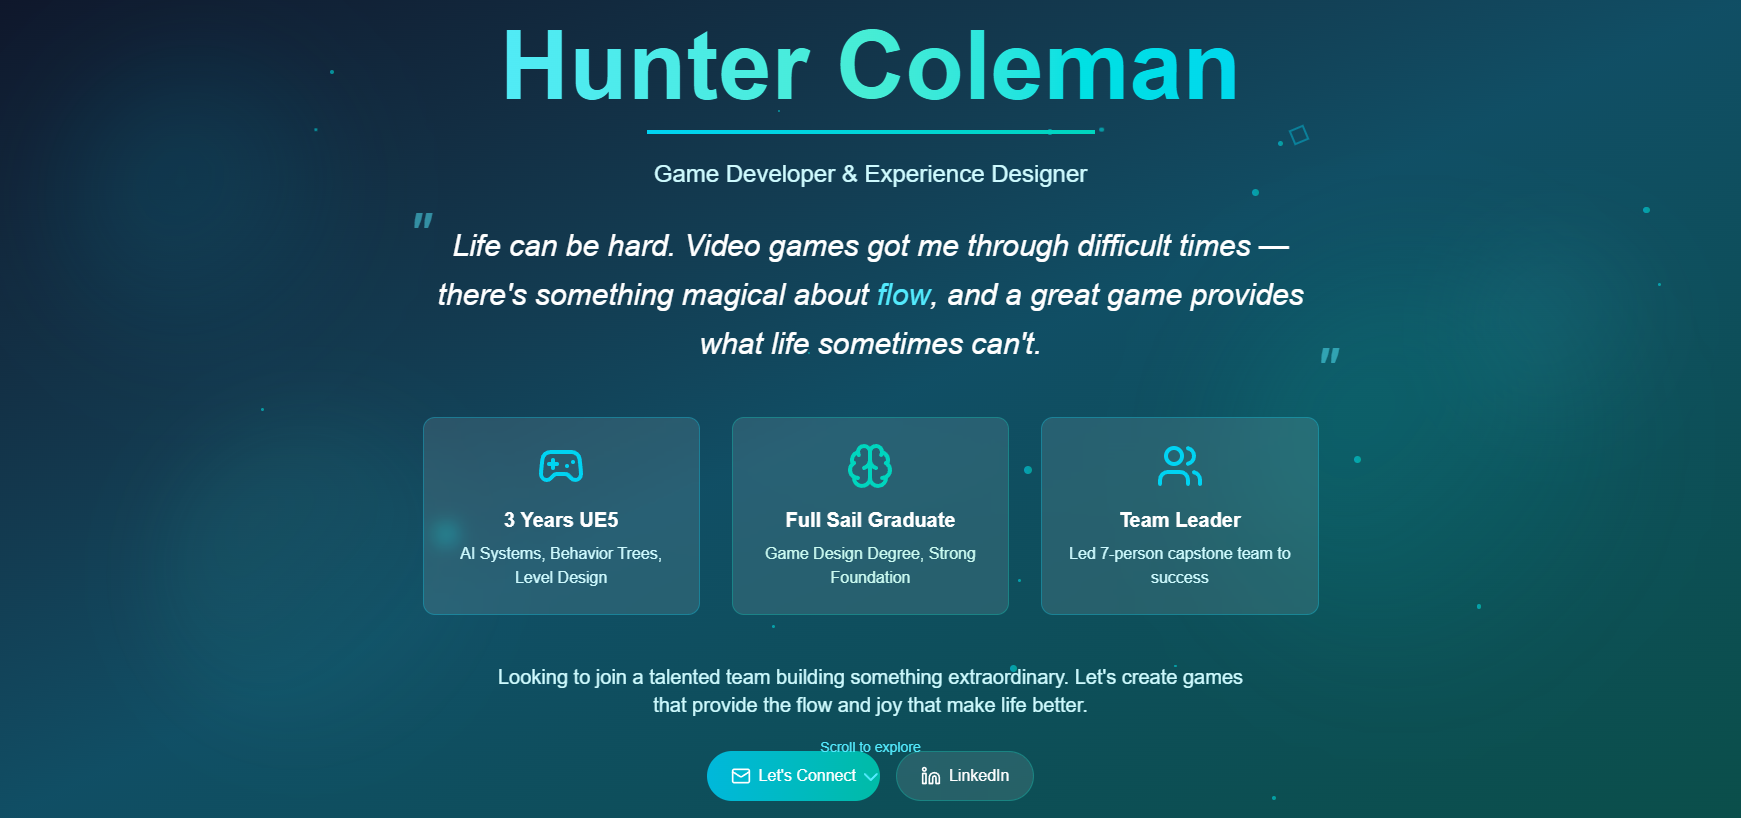 Hunter Coleman
Game Developer & Experience Designer
"Life can be hard. Video games got me through difficult times —
there's something magical about flow, and a great game provides
what life sometimes can't."
3 Years UE5
AI Systems, Behavior Trees,
Level Design
Full Sail Graduate
Game Design Degree, Strong
Foundation
Team Leader
Led 7-person capstone team to
success
Looking to join a talented team building something extraordinary. Let's create games
that provide the flow and joy that make life better.
Scroll to explore
Let's Connect
LinkedIn